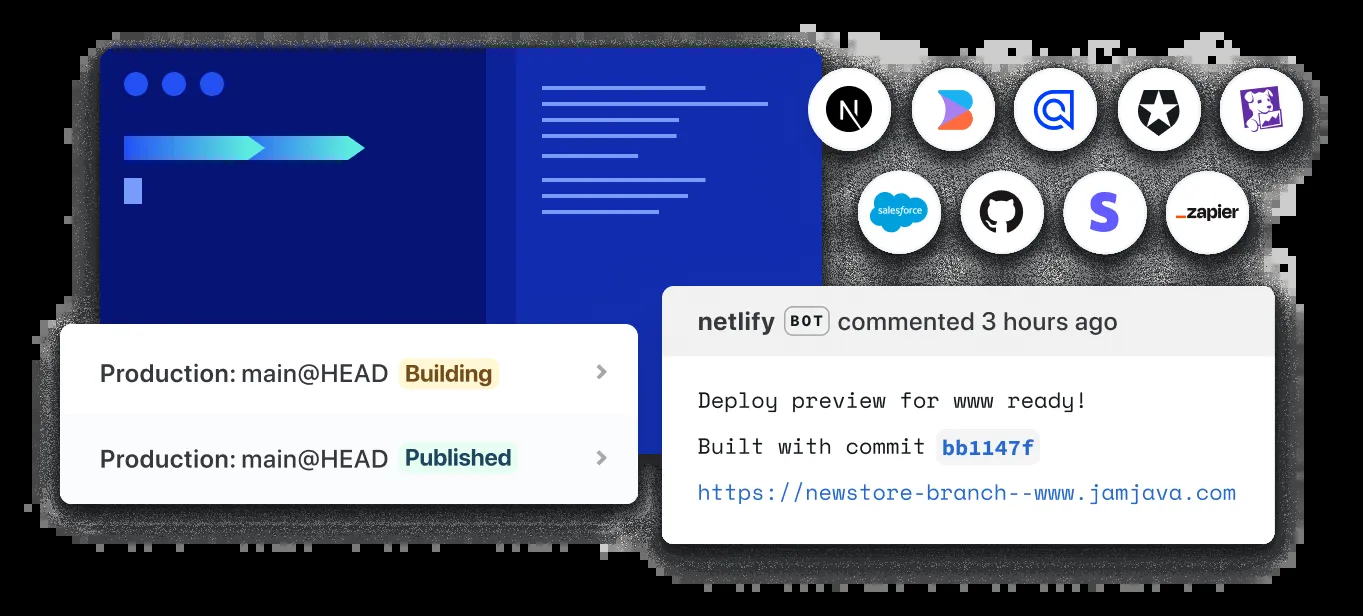 N
salesforce
S
_zapier
Production: main@HEAD Building
Production: main@HEAD Published
netlify BOT commented 3 hours ago
Deploy preview for www ready!
Built with commit bb1147f
https://newstore-branch--www.jamjava.com